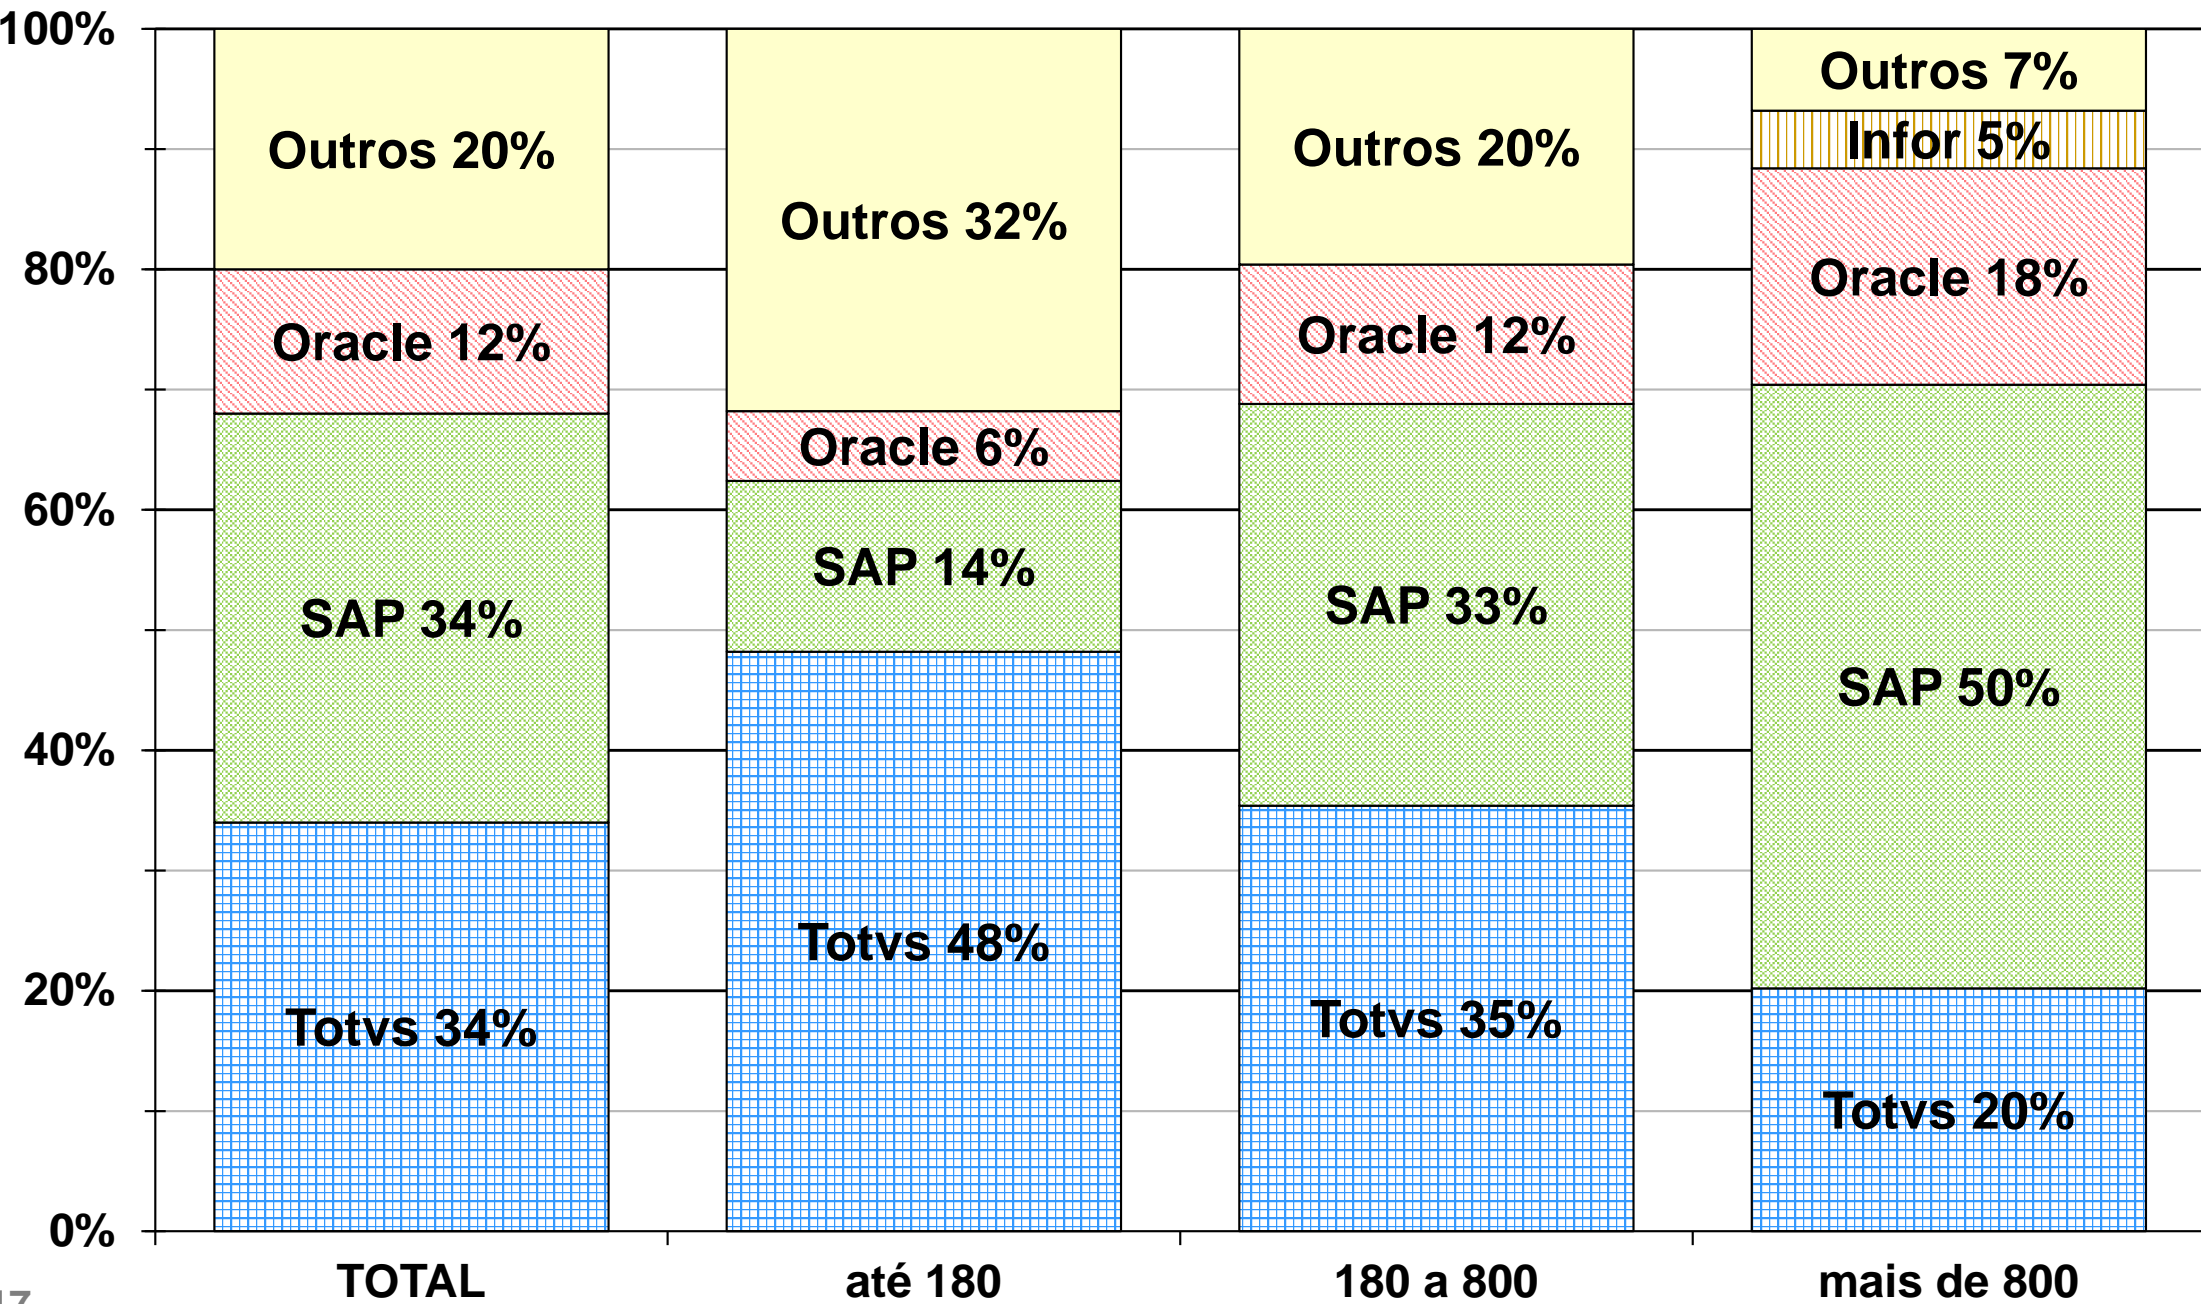 100%
80%
60%
40%
20%
0%
Outros 20%
Oracle 12%
SAP 34%
Totvs 34%
TOTAL
Outros 32%
Oracle 6%
SAP 14%
Totvs 48%
até 180
Outros 20%
Oracle 12%
SAP 33%
Totvs 35%
180 a 800
Outros 7%
Infor 5%
Oracle 18%
SAP 50%
Totvs 20%
mais de 800